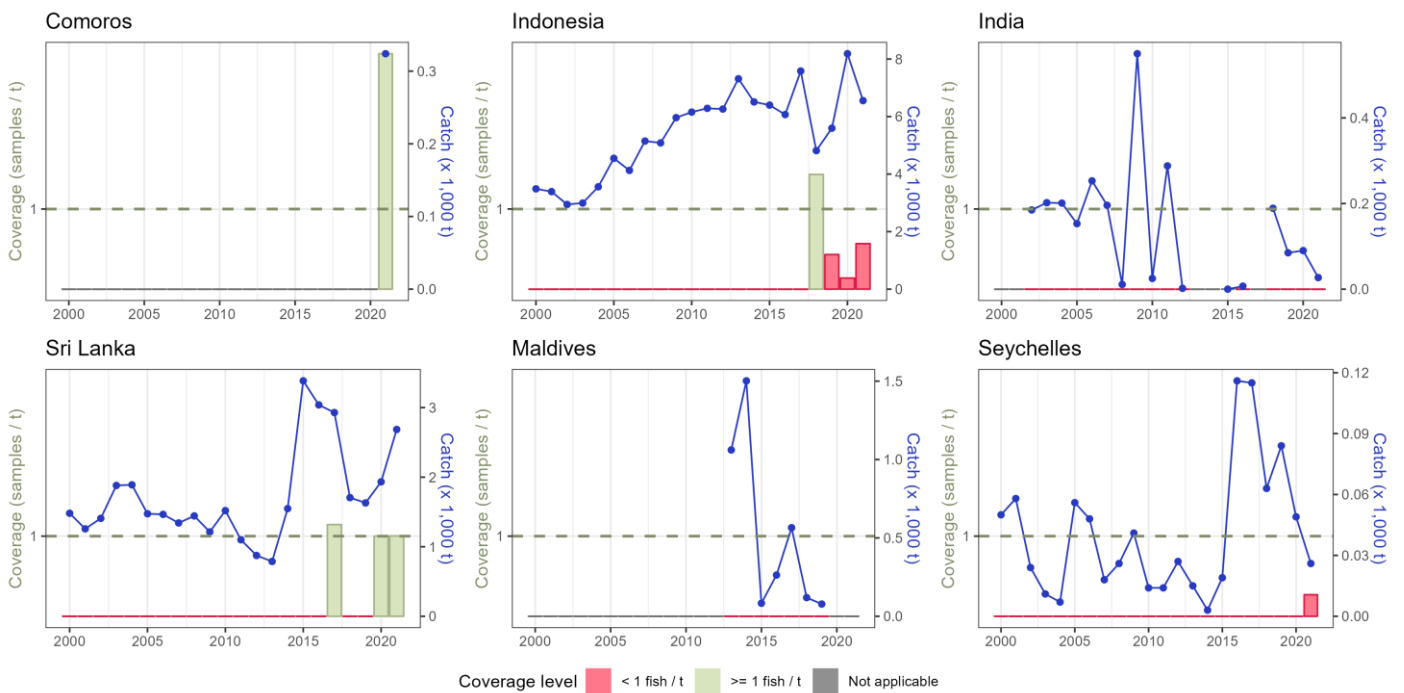 Comoros
Indonesia
India
Coverage (samples / t)
1
0.3
0.2
0.1
0.0
Catch (x 1,000 t)
2000 2005 2010 2015 2020
Coverage (samples / t)
1
8
6
4
2
0
Catch (x 1,000 t)
2000 2005 2010 2015 2020
Coverage (samples / t)
1
0.4
0.2
0.0
Catch (x 1,000 t)
2000 2005 2010 2015 2020
Sri Lanka
Maldives
Seychelles
Coverage (samples / t)
1
3
2
1
0
Catch (x 1,000 t)
2000 2005 2010 2015 2020
Coverage (samples / t)
1
1.5
1.0
0.5
0.0
Catch (x 1,000 t)
2000 2005 2010 2015 2020
Coverage (samples / t)
1
0.12
0.09
0.06
0.03
0.00
Catch (x 1,000 t)
2000 2005 2010 2015 2020
Coverage level < 1 fish / t >= 1 fish / t Not applicable